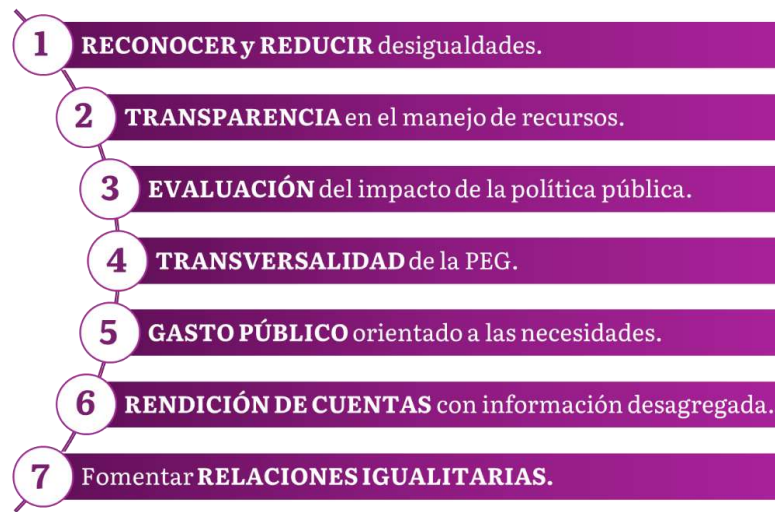 1 RECONOCER y REDUCIR desigualdades.
2 TRANSPARENCIA en el manejo de recursos.
3 EVALUACIÓN del impacto de la política pública.
4 TRANSVERSALIDAD de la PEG.
5 GASTO PÚBLICO orientado a las necesidades.
6 RENDICIÓN DE CUENTAS con información desagregada.
7 Fomentar RELACIONES IGUALITARIAS.